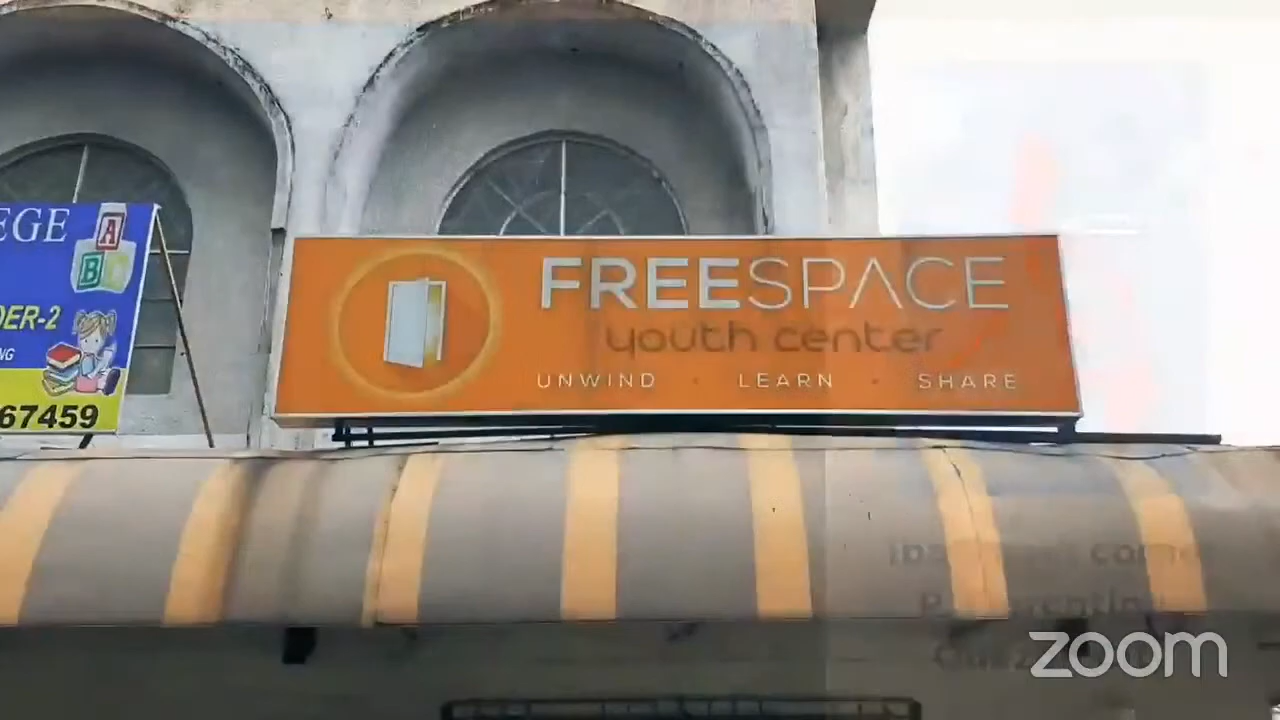 EGE
A
B
DER-2
NG
67459
FREESPACE
youth center
UNWIND · LEARN · SHARE
zoom